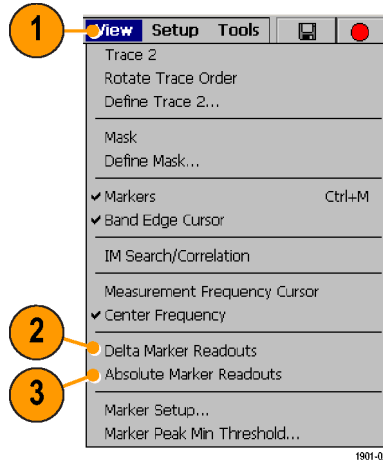 1
View Setup Tools
Trace 2
Rotate Trace Order
Define Trace 2...
Mask
Define Mask...
Markers Ctrl+M
Band Edge Cursor
IM Search/Correlation
Measurement Frequency Cursor
Center Frequency
2
Delta Marker Readouts
3
Absolute Marker Readouts
Marker Setup...
Marker Peak Min Threshold...
1901-0